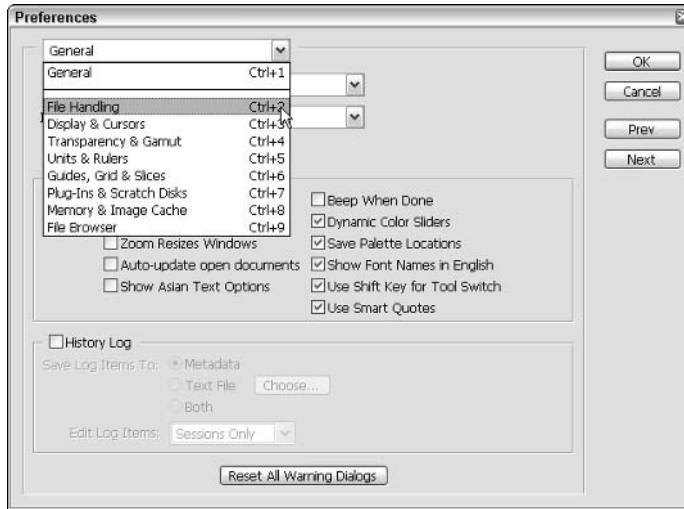 Preferences
General
OK
General Ctrl+1
Cancel
File Handling Ctrl+2
Display & Cursors Ctrl+3
Prev
Transparency & Gamut Ctrl+4
Units & Rulers Ctrl+5
Next
Guides, Grid & Slices Ctrl+6
Plug-Ins & Scratch Disks Ctrl+7
Beep When Done
Memory & Image Cache Ctrl+8
Dynamic Color Sliders
File Browser Ctrl+9
Zoom Resizes Windows Save Palette Locations
Auto-update open documents Show Font Names in English
Show Asian Text Options Use Shift Key for Tool Switch
Use Smart Quotes
History Log
Save Log Items To: Metadata
Text File Choose...
Both
Edit Log Items: Sessions Only
Reset All Warning Dialogs